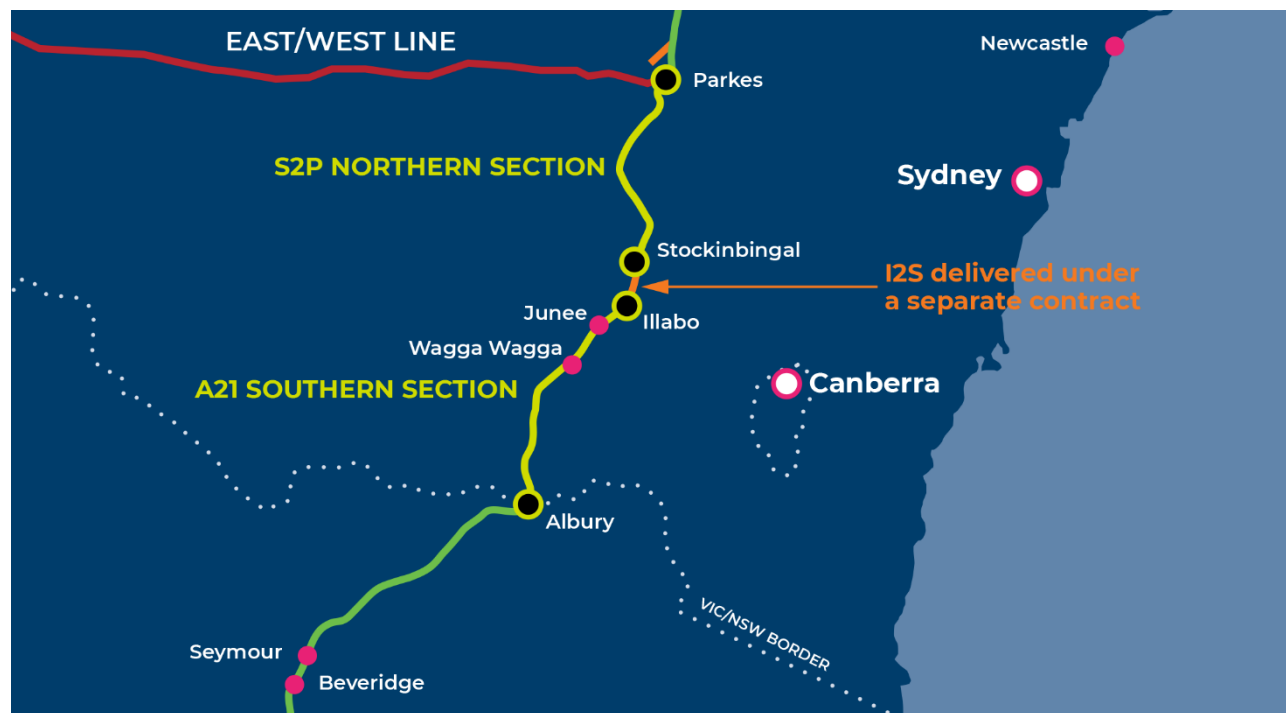 EAST/WEST LINE
Newcastle
Parkes
S2P NORTHERN SECTION
Sydney
Stockinbingal
I2S delivered under
a separate contract
Junee
Illabo
Wagga Wagga
A21 SOUTHERN SECTION
Canberra
Albury
VIC/NSW BORDER
Seymour
Beveridge